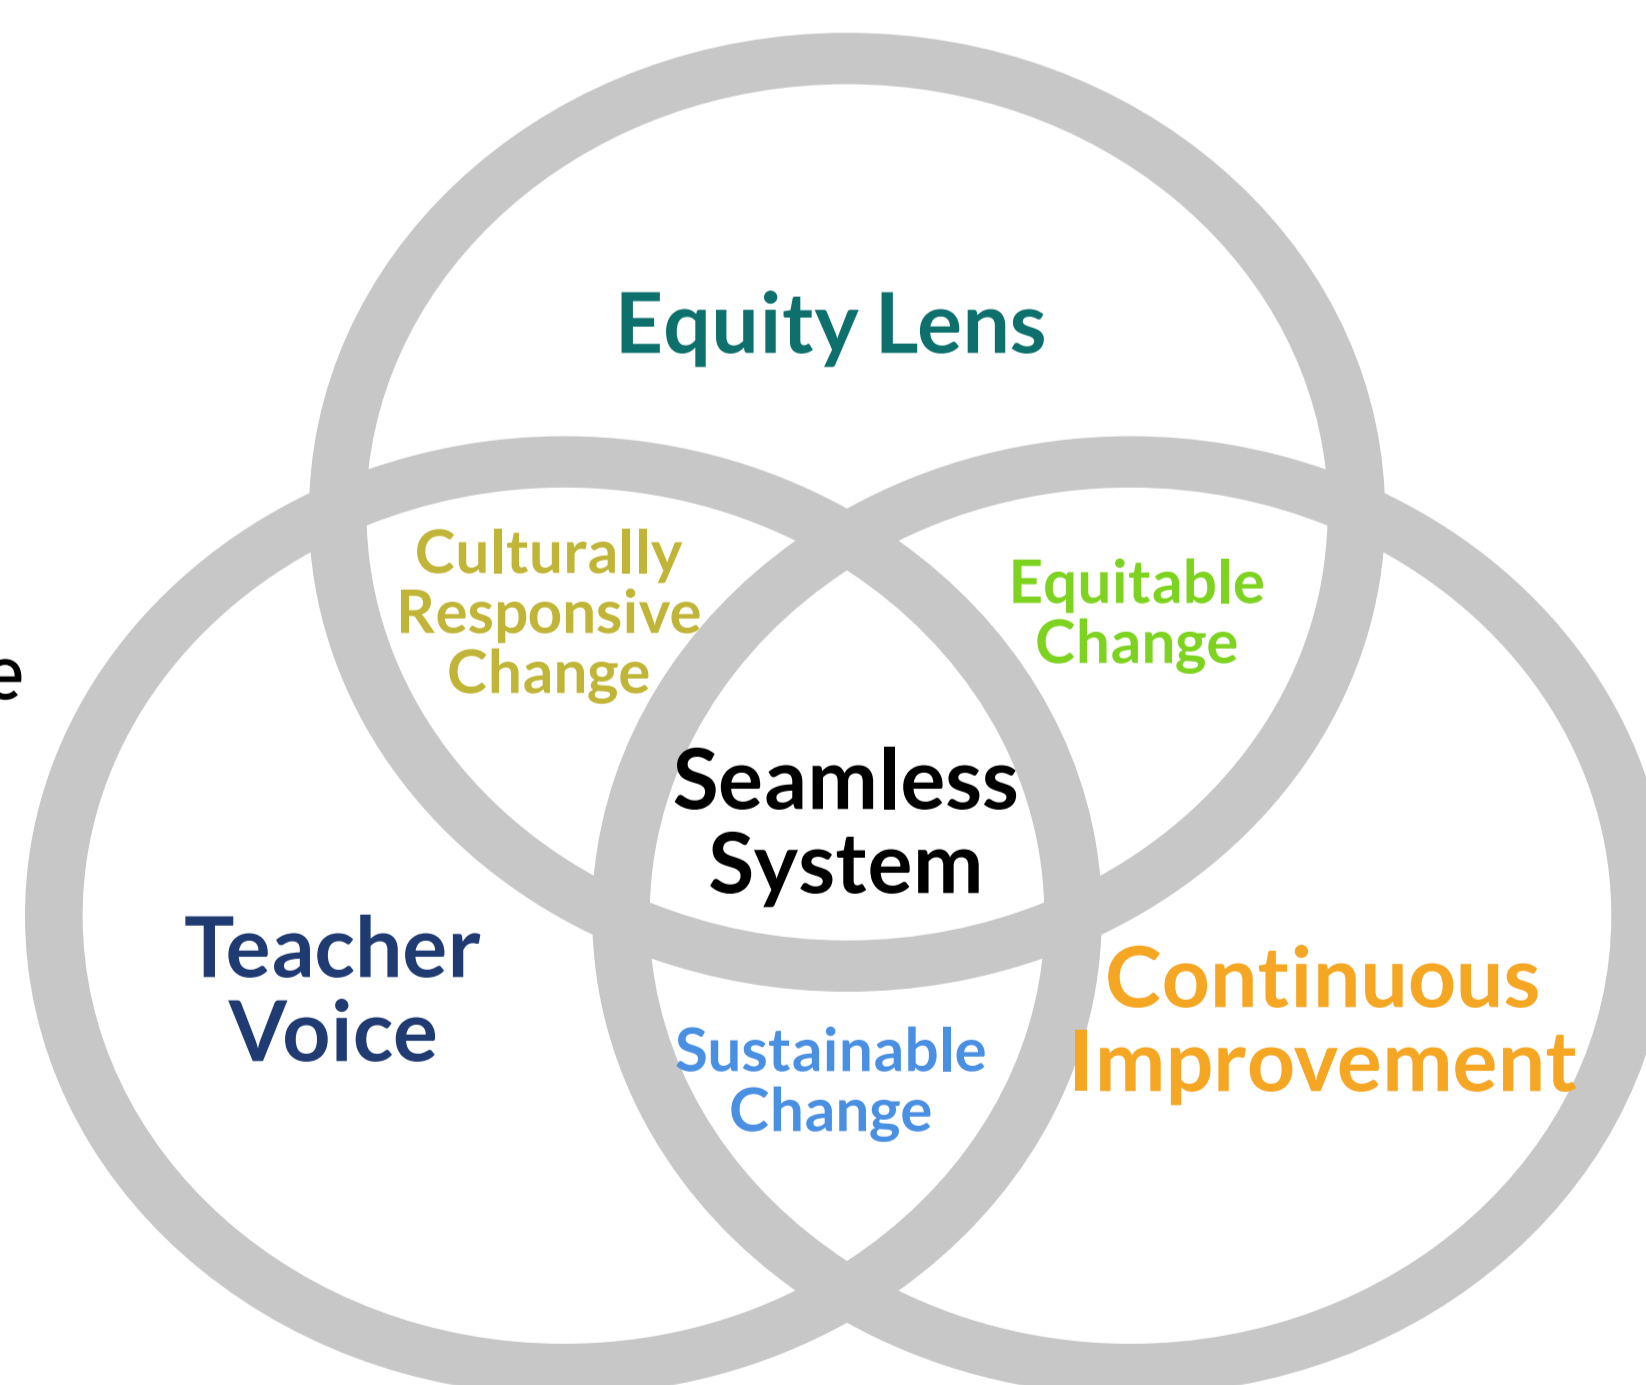 Equity Lens
Culturally
Responsive
Change
Equitable
Change
e
Seamless
System
Teacher
Voice
Continuous
Improvement
Sustainable
Change